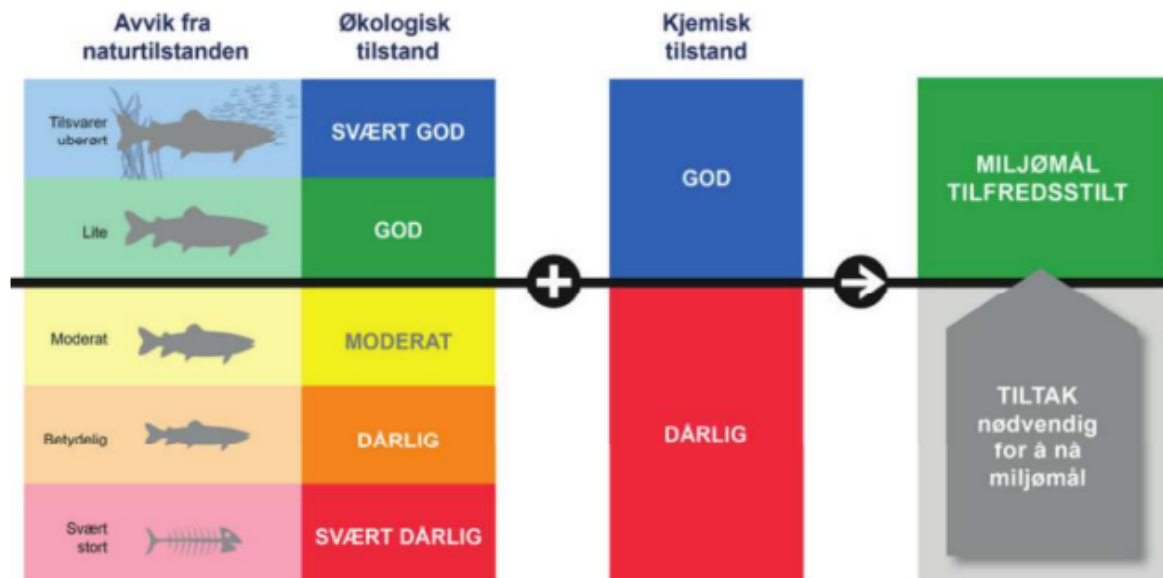 Avvik fra
naturtilstanden
Økologisk
tilstand
Kjemisk
tilstand
Tilsvarer
uberørt
SVÆRT GOD
GOD
MILJØMÅL
TILFREDSSTILT
Lite
GOD
Moderat
MODERAT
Betydelig
DÅRLIG
DÅRLIG
TILTAK
nødvendig
for å nå
miljømål
Svært
stort
SVÆRT DÅRLIG